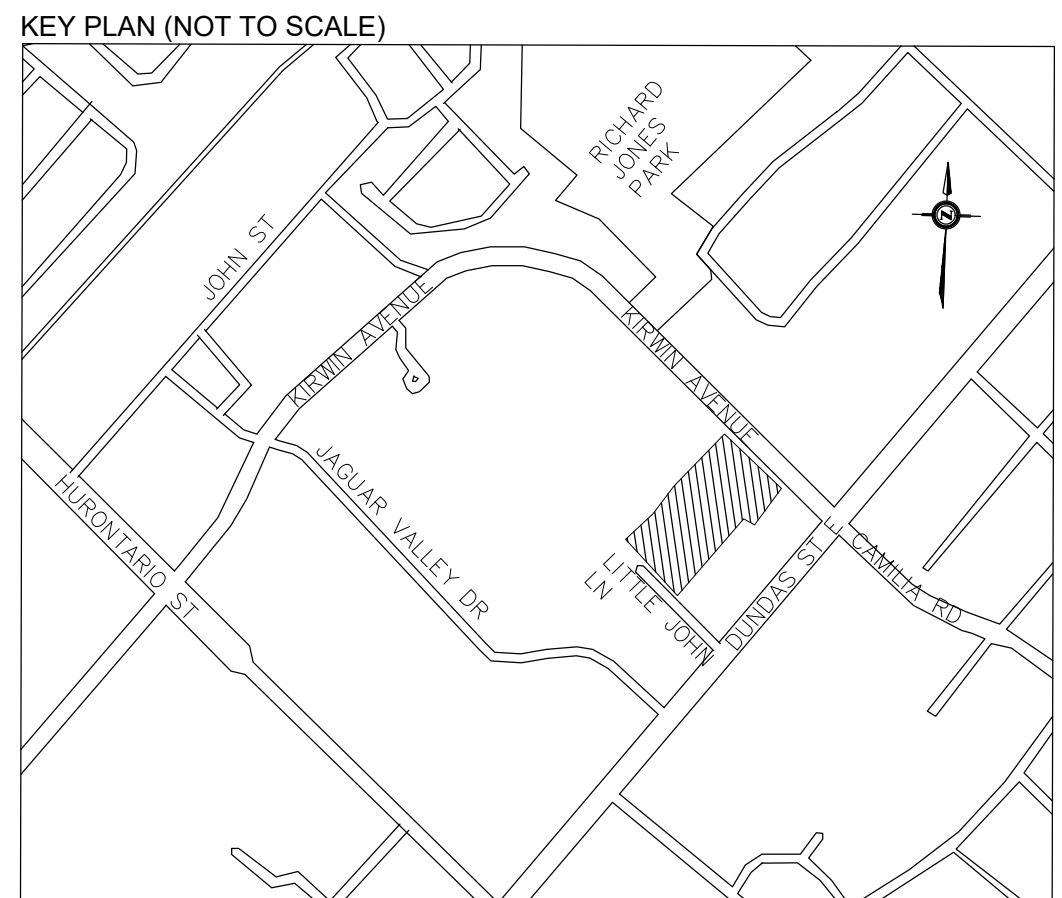 KEY PLAN (NOT TO SCALE)
RICHARD
JONES
PARK
N
JOHN ST
KIRWIN AVENUE
KIRWIN AVENUE
JAGUAR VALLEY DR
HURONTARIO ST
LITTLE JOHN
LN
DUNDAS ST E
CAMILIA RD